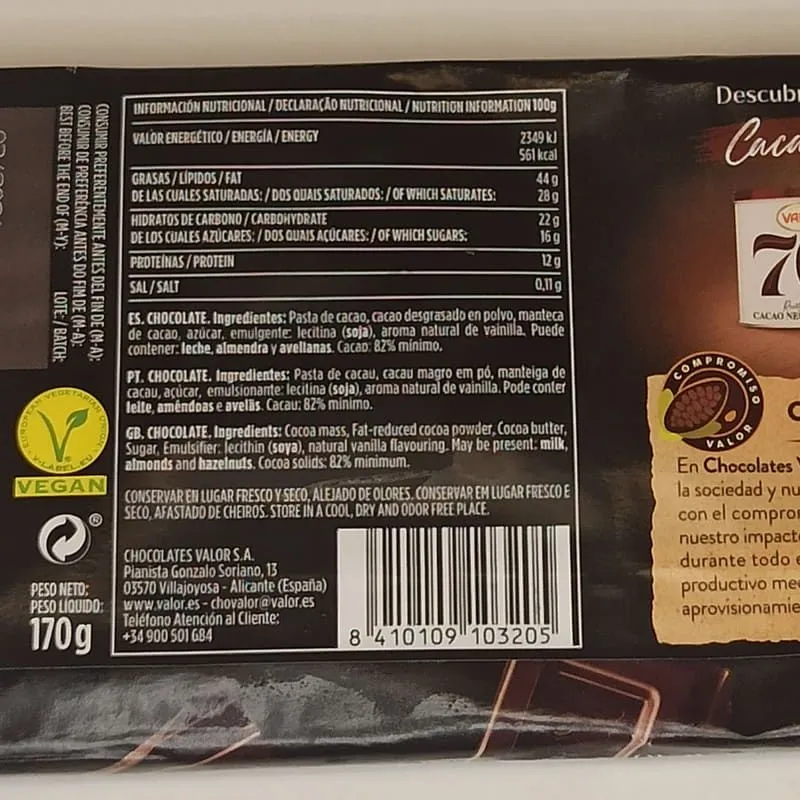 INFORMACIÓN NUTRICIONAL / DECLARAÇÃO NUTRICIONAL / NUTRITION INFORMATION 100g
VALOR ENERGÉTICO / ENERGÍA / ENERGY 2349 kJ
561 kcal
GRASAS / LÍPIDOS / FAT 44 g
DE LAS CUALES SATURADAS: / DOS QUAIS SATURADOS: / OF WHICH SATURATES: 28 g
HIDRATOS DE CARBONO / CARBOHYDRATE 22 g
DE LOS CUALES AZÚCARES: / DOS QUAIS AÇÚCARES: / OF WHICH SUGARS: 16 g
PROTEÍNAS / PROTEIN 12 g
SAL / SALT 0,11 g
ES. CHOCOLATE. Ingredientes: Pasta de cacao, cacao desgrasado en polvo, manteca
de cacao, azúcar, emulgente: lecitina (soja), aroma natural de vainilla. Puede
contener: leche, almendra y avellanas. Cacao: 82% mínimo.
PT. CHOCOLATE. Ingredientes: Pasta de cacau, cacau magro em pó, manteiga de
cacau, açúcar, emulsionante: lecitina (soja), aroma natural de vainilla. Pode conter
leite, amêndoas e avelãs. Cacau: 82% mínimo.
GB. CHOCOLATE. Ingredients: Cocoa mass, Fat-reduced cocoa powder, Cocoa butter,
Sugar, Emulsifier: lecithin (soya), natural vanilla flavouring. May be present: milk,
almonds and hazelnuts. Cocoa solids: 82% minimum.
CONSERVAR EN LUGAR FRESCO Y SECO, ALEJADO DE OLORES. CONSERVAR EM LUGAR FRESCO E
SECO, AFASTADO DE CHEIROS. STORE IN A COOL, DRY AND ODOR FREE PLACE.
CHOCOLATES VALOR S.A.
Pianista Gonzalo Soriano, 13
03570 Villajoyosa - Alicante (España)
www.valor.es - chovalor@valor.es
Teléfono Atención al Cliente:
+34 900 501 684
8 410109 103205
CONSUMIR PREFERENTEMENTE ANTES DEL FIN DE (M-A):
CONSUMIR DE PREFERÊNCIA ANTES DO FIM DE (M-A):
BEST BEFORE THE END OF (M-Y): LOTE: / BATCH:
EUROPEAN VEGETARIAN UNION
V-LABEL.EU
VEGAN
®
PESO NETO:
PESO LÍQUIDO:
170 g
CACAO
COMPROMISO
VALOR
En Chocolates
la sociedad y
con el
nuestro
durante todo
productivo